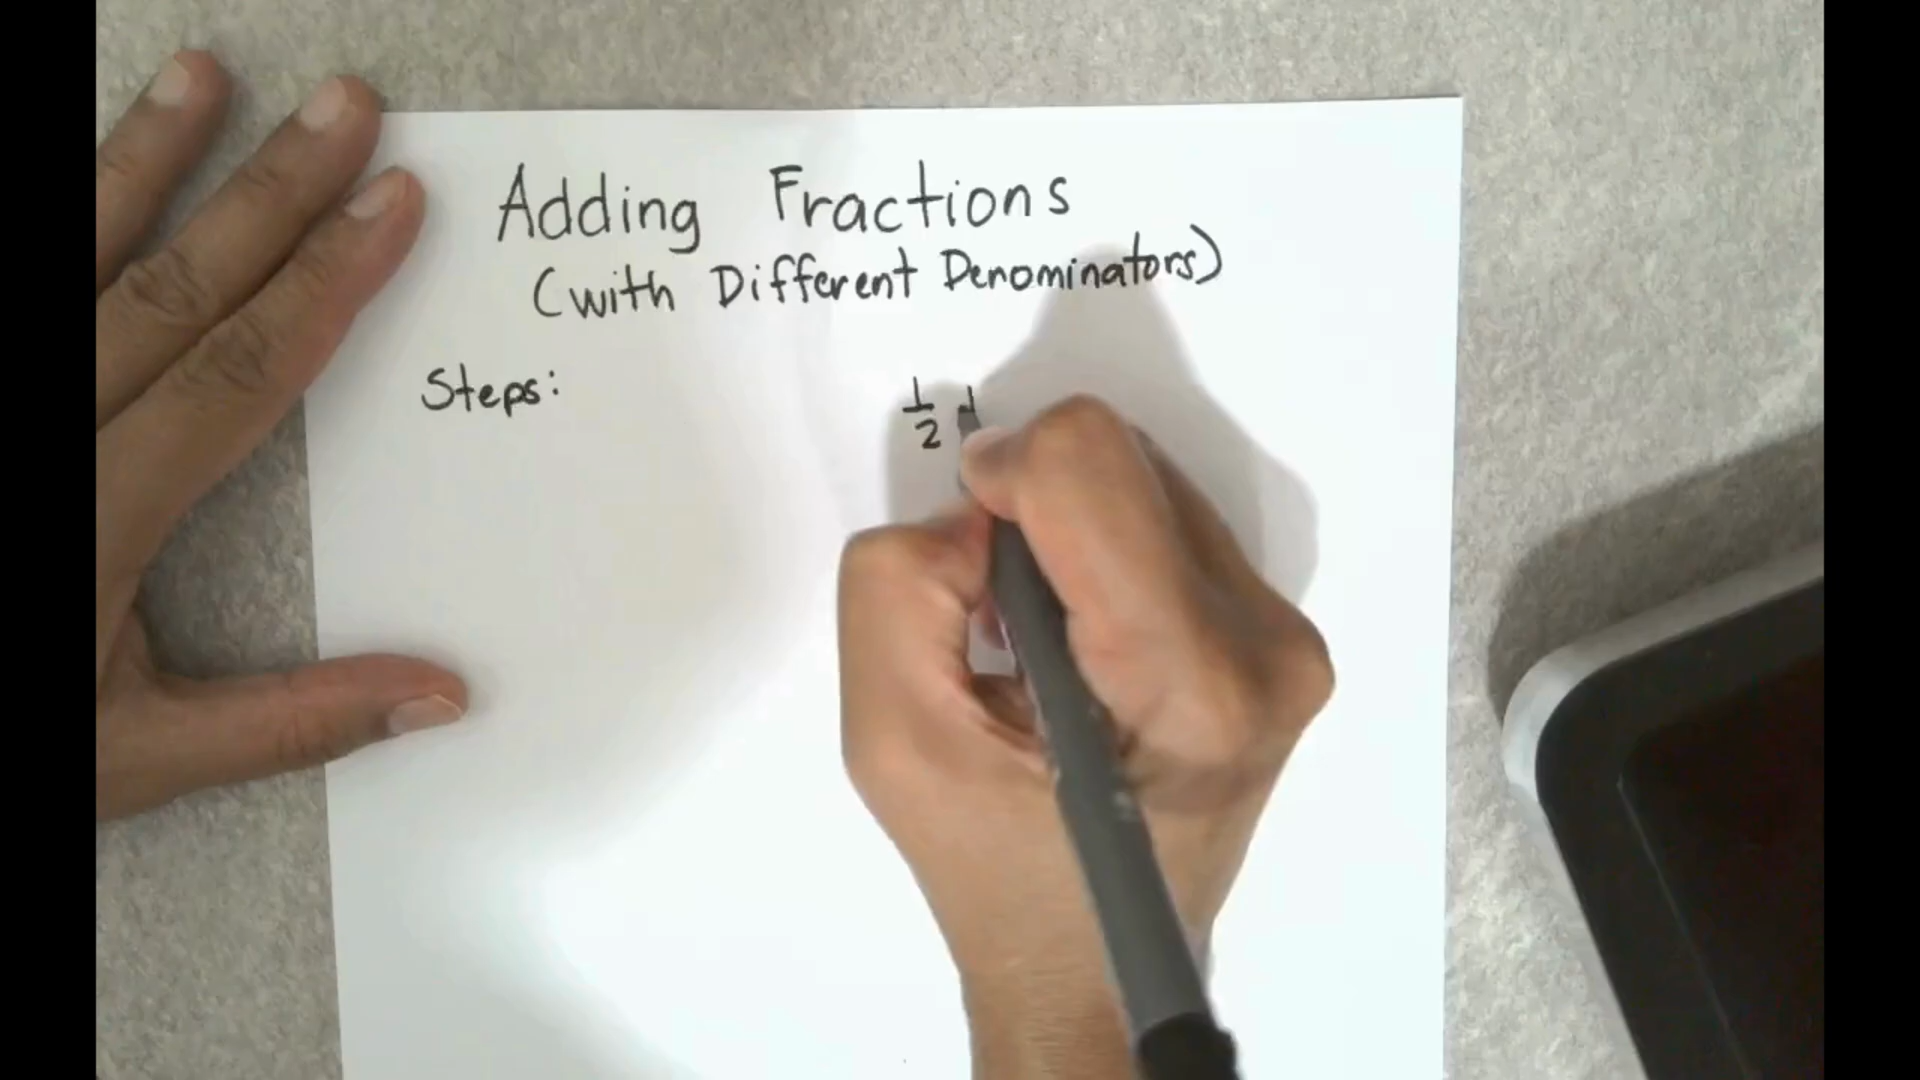 Adding Fractions
(with Different Denominators)
Steps:
1/2